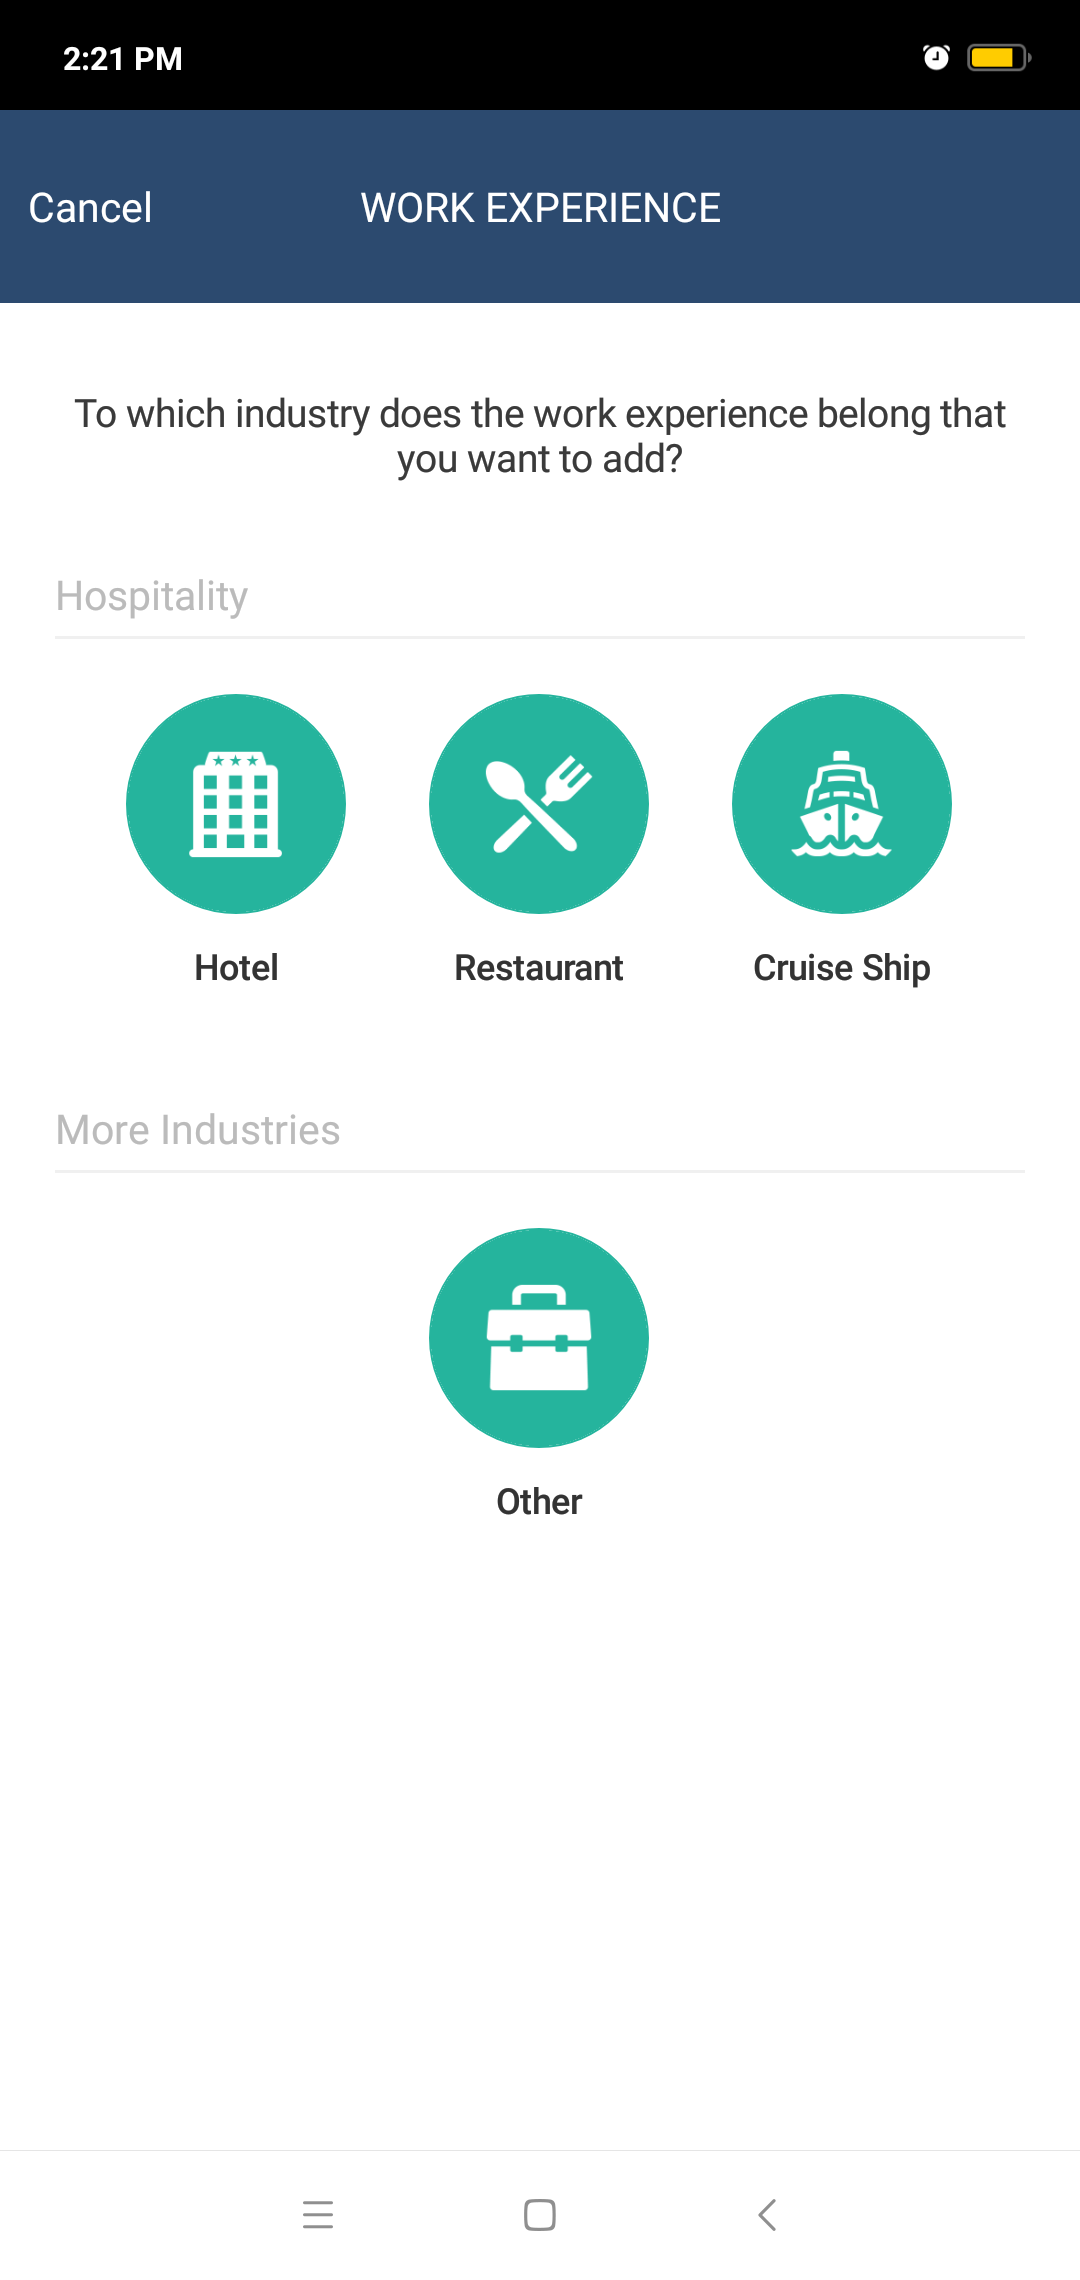 2:21 PM
Cancel
WORK EXPERIENCE
To which industry does the work experience belong that
you want to add?
Hospitality
Hotel
Restaurant
Cruise Ship
More Industries
Other